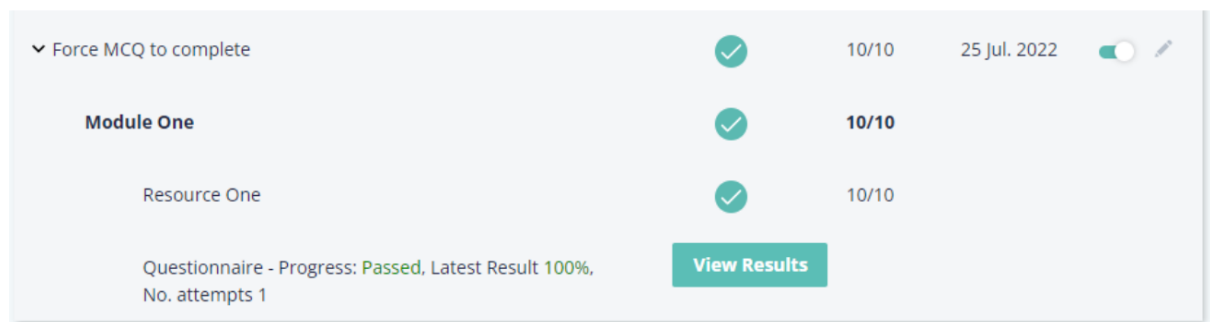 Force MCQ to complete 10/10 25 Jul. 2022
Module One 10/10
Resource One 10/10
Questionnaire - Progress: Passed, Latest Result 100%,
No. attempts 1
View Results